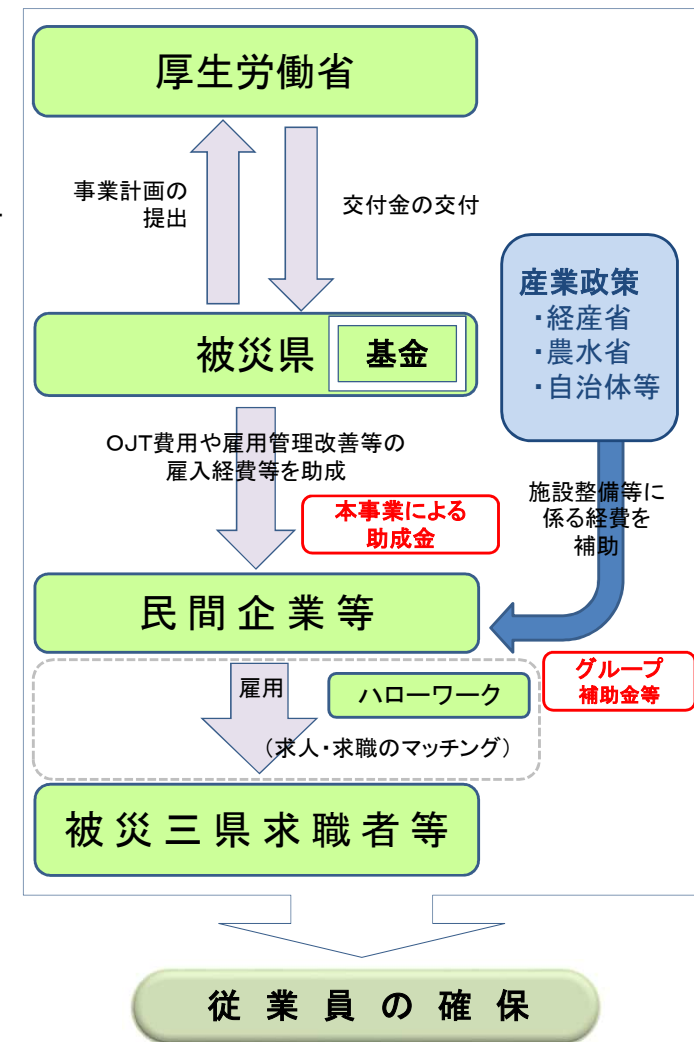 厚生労働省
事業計画の
提出
交付金の交付
産業政策
・経産省
・農水省
・自治体等
被災県
基金
OJT費用や雇用管理改善等の
雇入経費等を助成
本事業による
助成金
施設整備等に
係る経費を
補助
民間企業等
グループ
補助金等
雇用
ハローワーク
（求人・求職のマッチング）
被災三県求職者等
従業員の確保